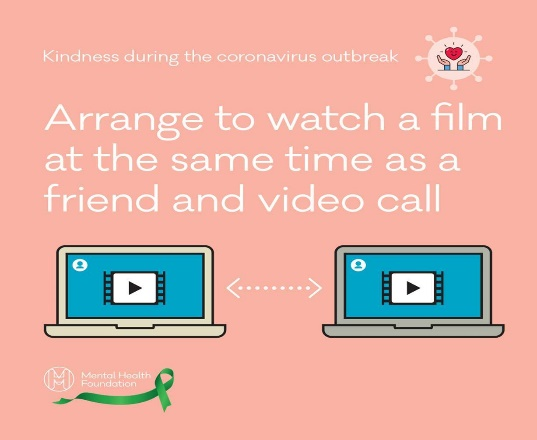 Kindness during the coronavirus outbreak
Arrange to watch a film
at the same time as a
friend and video call
Mental Health
Foundation